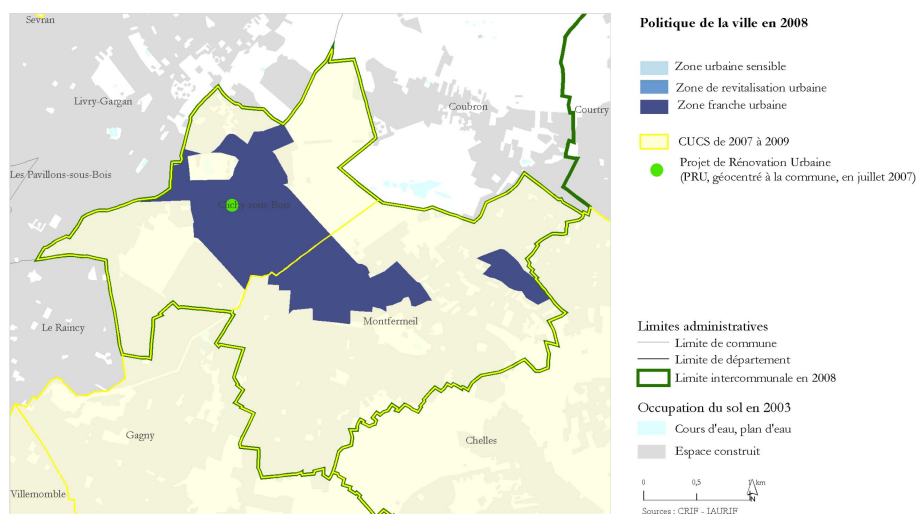 Sevran
Livry-Gargan
Coubron
Courtry
Les Pavillons-sous-Bois
Clichy-sous-Bois
Le Raincy
Montfermeil
Gagny
Chelles
Villemomble
Politique de la ville en 2008
Zone urbaine sensible
Zone de revitalisation urbaine
Zone franche urbaine
CUCS de 2007 à 2009
Projet de Rénovation Urbaine
(PRU, géocentré à la commune, en juillet 2007)
Limites administratives
Limite de commune
Limite de département
Limite intercommunale en 2008
Occupation du sol en 2003
Cours d'eau, plan d'eau
Espace construit
0 0,5 1 km
N
Sources : CRIF - IAURIF